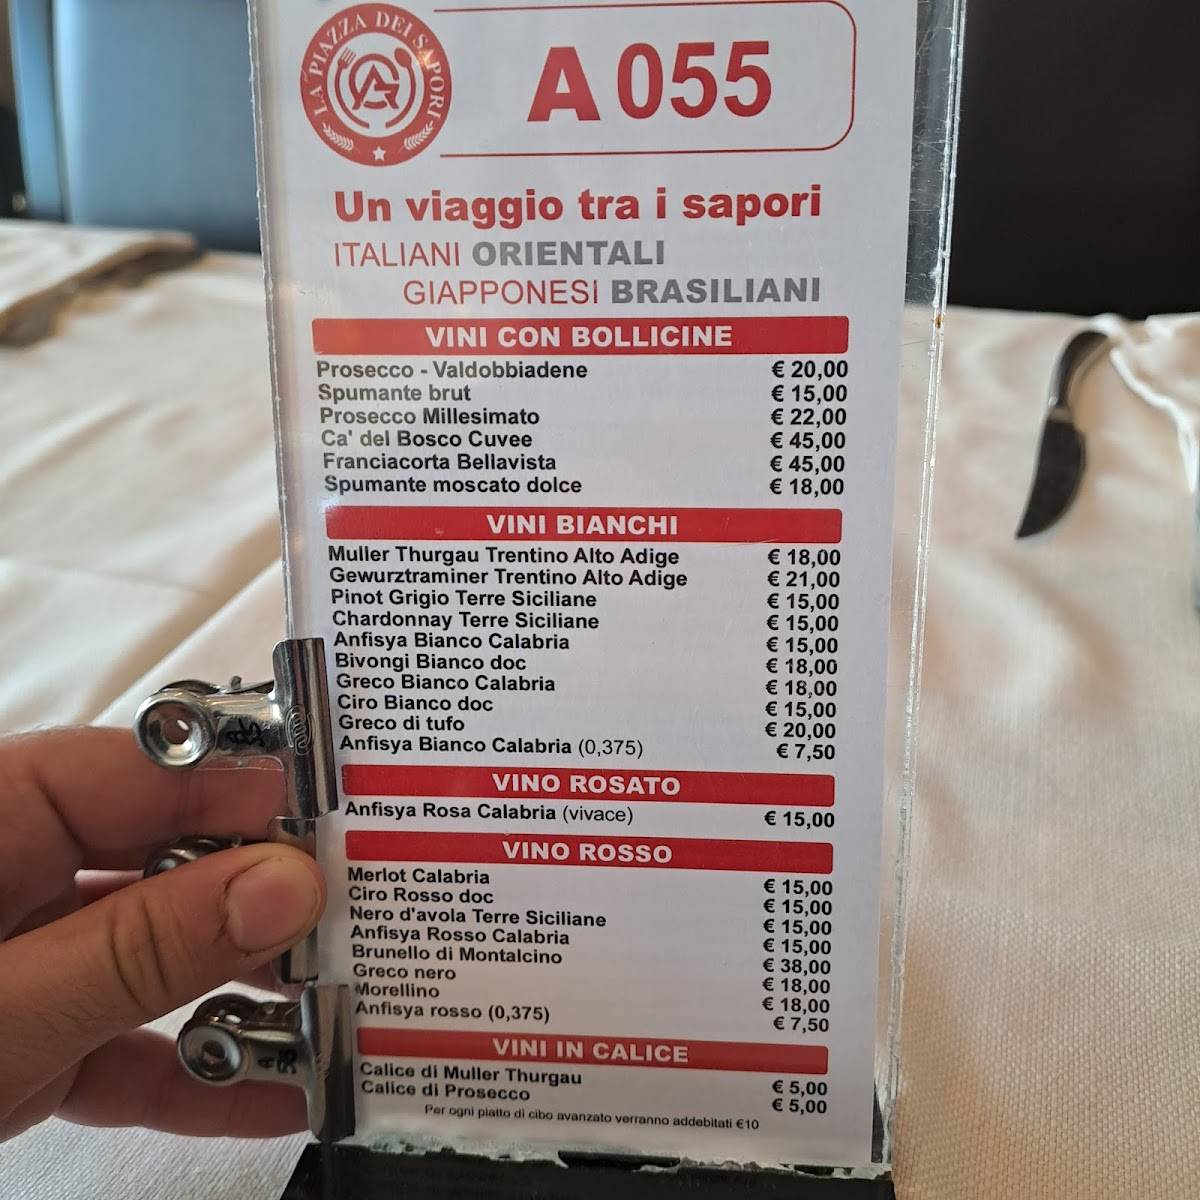 LA PIAZZA DEI SAPORI
A 055
Un viaggio tra i sapori
ITALIANI ORIENTALI
GIAPPONESI BRASILIANI
VINI CON BOLLICINE
Prosecco - Valdobbiadene € 20,00
Spumante brut € 15,00
Prosecco Millesimato € 22,00
Ca' del Bosco Cuvee € 45,00
Franciacorta Bellavista € 45,00
Spumante moscato dolce € 18,00
VINI BIANCHI
Muller Thurgau Trentino Alto Adige € 18,00
Gewurztraminer Trentino Alto Adige € 21,00
Pinot Grigio Terre Siciliane € 15,00
Chardonnay Terre Siciliane € 15,00
Anfisya Bianco Calabria € 15,00
Bivongi Bianco doc € 18,00
Greco Bianco Calabria € 18,00
Ciro Bianco doc € 15,00
Greco di tufo € 20,00
Anfisya Bianco Calabria (0,375) € 7,50
VINO ROSATO
Anfisya Rosa Calabria (vivace) € 15,00
VINO ROSSO
Merlot Calabria € 15,00
Ciro Rosso doc € 15,00
Nero d'avola Terre Siciliane € 15,00
Anfisya Rosso Calabria € 15,00
Brunello di Montalcino € 38,00
Greco nero € 18,00
Morellino € 18,00
Anfisya rosso (0,375) € 7,50
VINI IN CALICE
Calice di Muller Thurgau € 5,00
Calice di Prosecco € 5,00
Per ogni piatto di cibo avanzato verranno addebitati €10